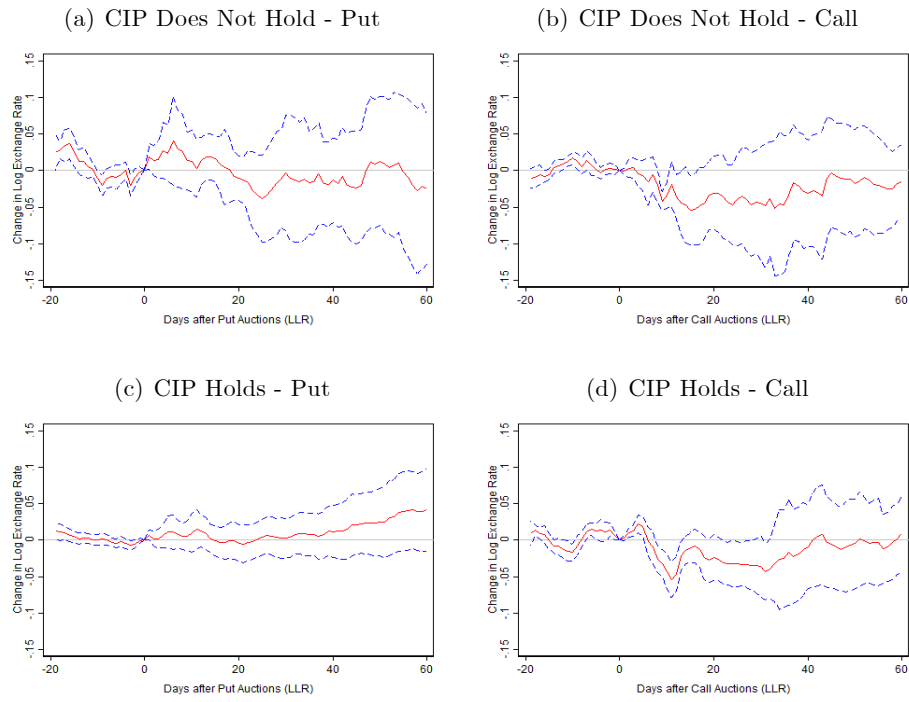 (a) CIP Does Not Hold - Put
(b) CIP Does Not Hold - Call
Change in Log Exchange Rate
.15
.1
.05
0
-.05
-.1
-.15
-20 0 20 40 60
Days after Put Auctions (LLR)
Change in Log Exchange Rate
.15
.1
.05
0
-.05
-.1
-.15
-20 0 20 40 60
Days after Call Auctions (LLR)
(c) CIP Holds - Put
(d) CIP Holds - Call
Change in Log Exchange Rate
.15
.1
.05
0
-.05
-.1
-.15
-20 0 20 40 60
Days after Put Auctions (LLR)
Change in Log Exchange Rate
.15
.1
.05
0
-.05
-.1
-.15
-20 0 20 40 60
Days after Call Auctions (LLR)